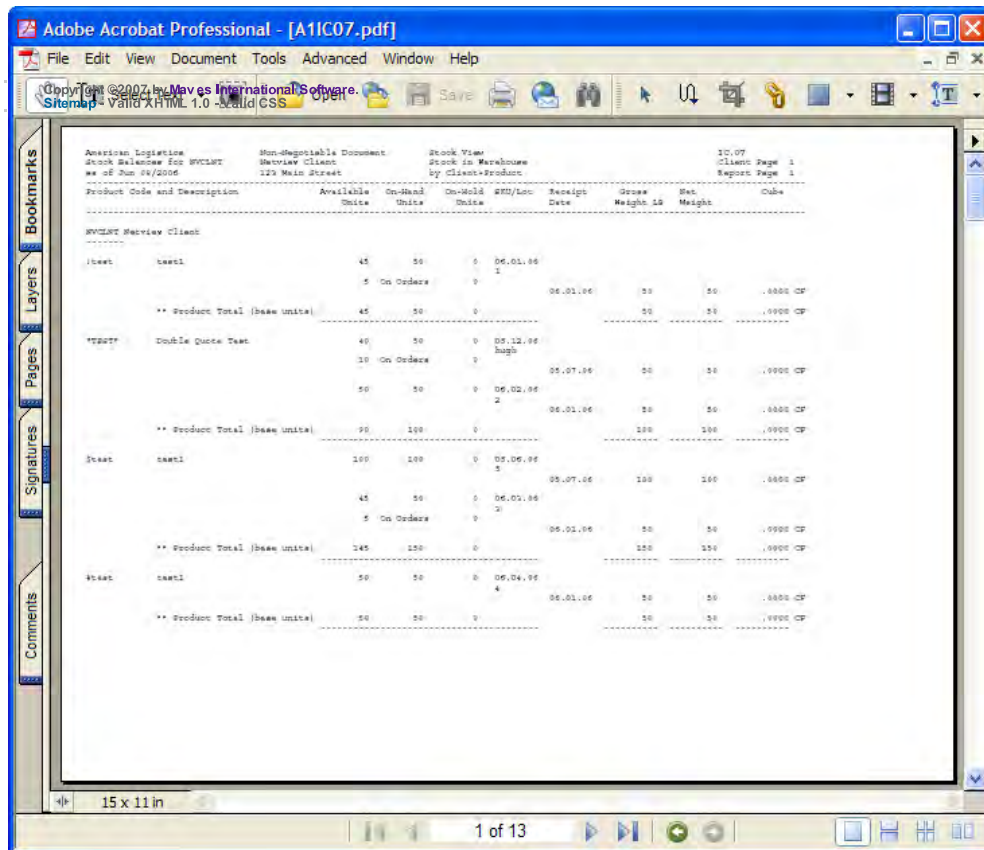 Adobe Acrobat Professional - [A1IC07.pdf]
File Edit View Document Tools Advanced Window Help
Copyright ©2007 by Maves International Software.
Sitemap - Valid XHTML 1.0 - Valid CSS
Select Text Open Save
Bookmarks
Layers
Pages
Signatures
Comments
American Logistics Non-Negotiable Document Stock View IC.07
Stock Balances for NVCLNT Netview Client Stock in Warehouse Client Page 1
as of Jun 08/2006 123 Main Street by Client+Product Report Page 1
Product Code and Description Available On-Hand On-Hold SKU/Lot Receipt Gross Net Cube
Units Units Units Date Weight LB Weight
NVCLNT Netview Client
!test test1 45 50 0 06.01.06
1
5 On Orders 0
06.01.06 50 50 .0000 CF
** Product Total (base units) 45 50 0 50 50 .0000 CF
"TEST" Double Quote Test 40 50 0 05.12.06
hugh
10 On Orders 0
05.07.06 50 50 .0000 CF
50 50 0 06.02.06
2
06.01.06 50 50 .0000 CF
** Product Total (base units) 90 100 0 100 100 .0000 CF
test1 100 100 0 05.06.06
5
05.07.06 100 100 .0000 CF
45 50 0 06.03.06
3
5 On Orders 0
06.01.06 50 50 .0000 CF
** Product Total (base units) 145 150 0 150 150 .0000 CF
test1 50 50 0 06.04.06
4
06.01.06 50 50 .0000 CF
** Product Total (base units) 50 50 0 50 50 .0000 CF
15 x 11 in
1 of 13